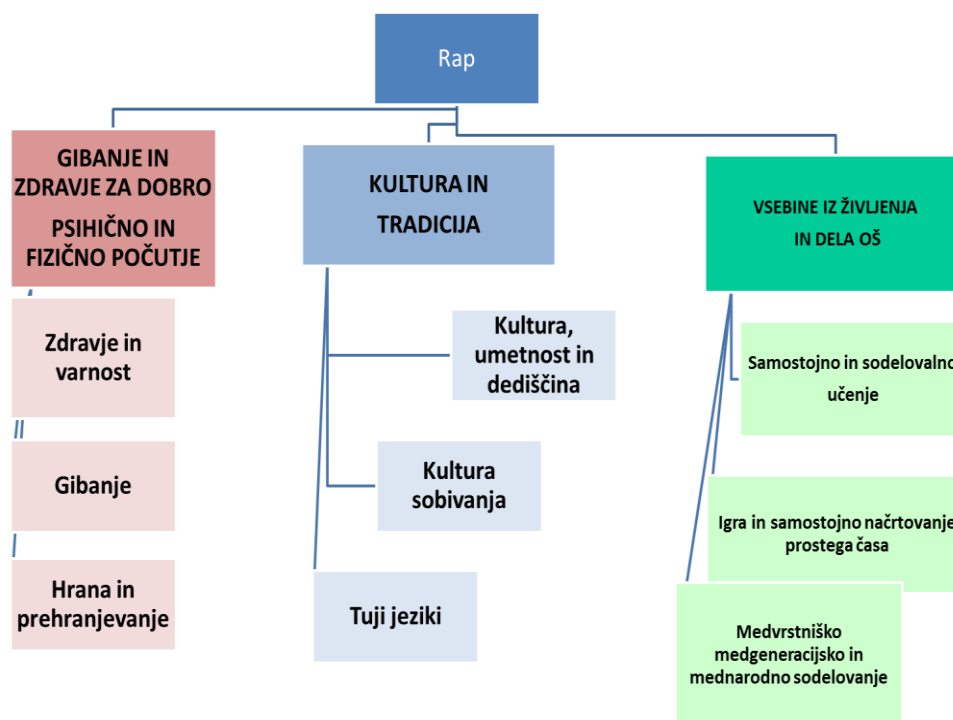 Rap
GIBANJE IN
ZDRAVJE ZA DOBRO
PSIHIČNO IN
FIZIČNO POČUTJE
Zdravje in
varnost
Gibanje
Hrana in
prehranjevanje
KULTURA IN
TRADICIJA
Kultura,
umetnost in
dediščina
Kultura
sobivanja
Tuji jeziki
VSEBINE IZ ŽIVLJENJA
IN DELA OŠ
Samostojno in sodelovalno
učenje
Igra in samostojno načrtovanje
prostega časa
Medvrstniško
medgeneracijsko in
mednarodno sodelovanje